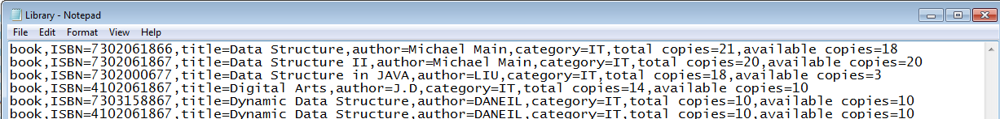 Library - Notepad
File Edit Format View Help
book,ISBN=7302061866,title=Data Structure,author=Michael Main,category=IT,total copies=21,available copies=18
book,ISBN=7302061867,title=Data Structure II,author=Michael Main,category=IT,total copies=20,available copies=20
book,ISBN=7302000677,title=Data Structure in JAVA,author=LIU,category=IT,total copies=18,available copies=3
book,ISBN=4102061867,title=Digital Arts,author=J.D,category=IT,total copies=14,available copies=10
book,ISBN=7303158867,title=Dynamic Data Structure,author=DANEIL,category=IT,total copies=10,available copies=10
book,ISBN=4102061867,title=Dynamic Data Structure,author=DANEIL,category=IT,total copies=10,available copies=10